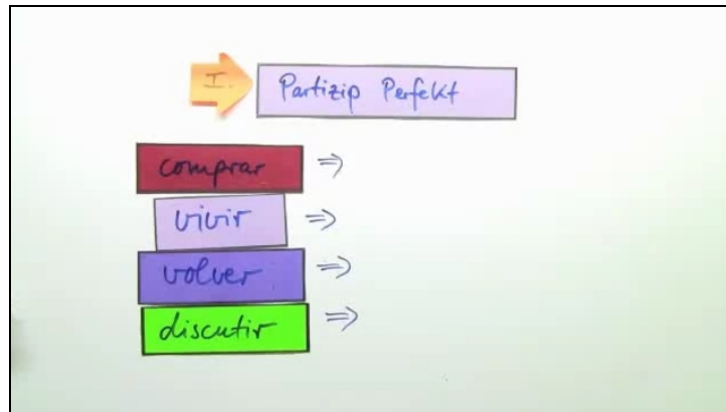 I.
Partizip Perfekt
comprar ⇒
vivir ⇒
volver ⇒
discutir ⇒